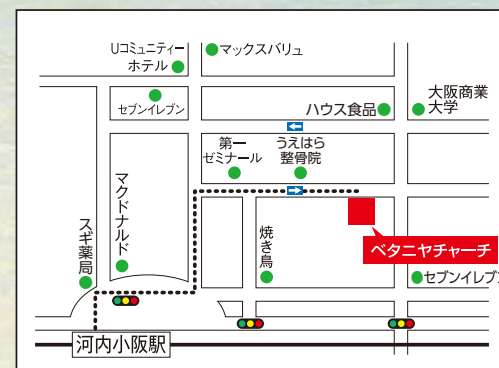 Uコミュニティー
ホテル
マックスバリュ
セブンイレブン
ハウス食品
大阪商業
大学
第一
ゼミナール
うえはら
整骨院
マクドナルド
スギ薬局
焼き鳥
ベタニヤチャーチ
セブンイレブン
河内小阪駅